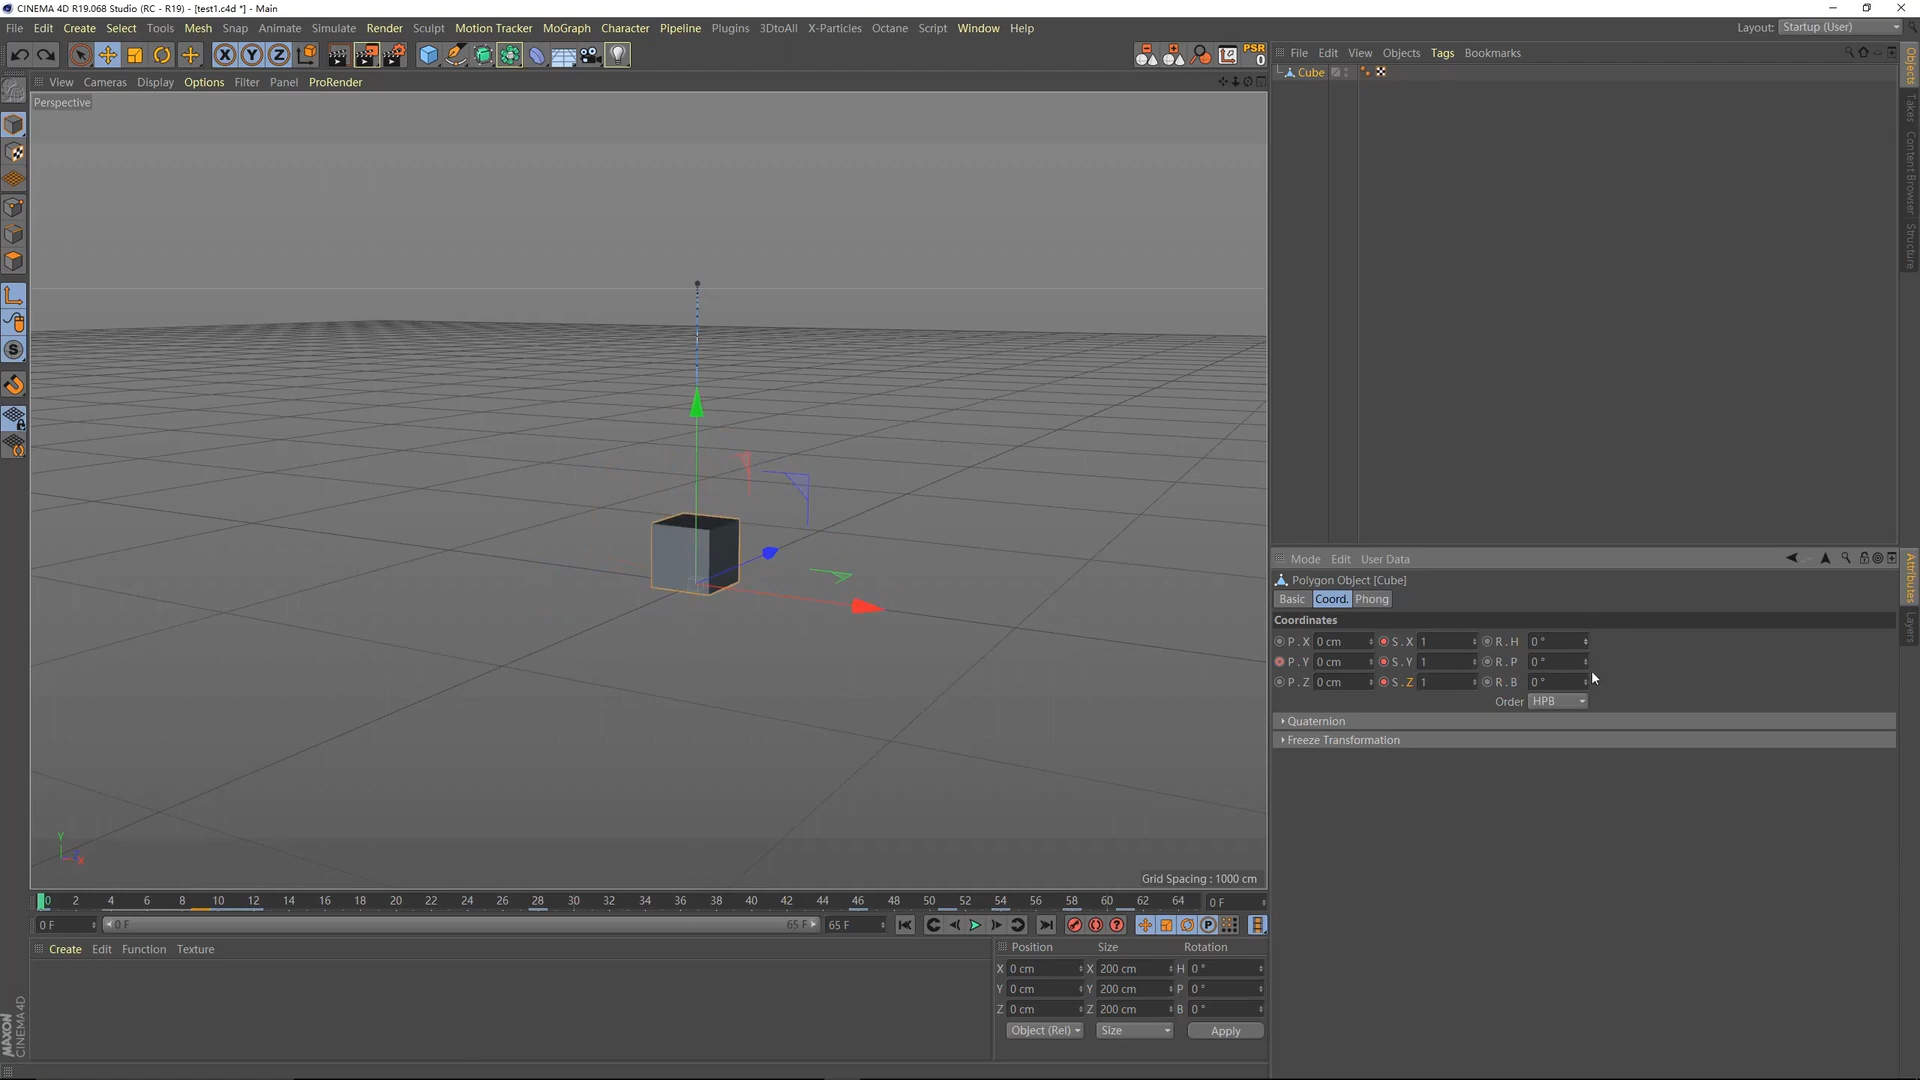 CINEMA 4D R19.068 Studio (RC - R19) - [test1.c4d *] - Main
File Edit Create Select Tools Mesh Snap Animate Simulate Render Sculpt Motion Tracker MoGraph Character Pipeline Plugins 3DtoAll X-Particles Octane Script Window Help
Layout: Startup (User)
X Y Z
PSR
0
File Edit View Objects Tags Bookmarks
View Cameras Display Options Filter Panel ProRender
Cube
Perspective
Objects
Takes
Content Browser
Structure
S
Mode Edit User Data
Polygon Object [Cube]
Basic Coord. Phong
Coordinates
P . X 0 cm S . X 1 R . H 0 °
P . Y 0 cm S . Y 1 R . P 0 °
P . Z 0 cm S . Z 1 R . B 0 °
Order HPB
Quaternion
Freeze Transformation
Attributes
Layers
Y
Z
X
Grid Spacing : 1000 cm
0 2 4 6 8 10 12 14 16 18 20 22 24 26 28 30 32 34 36 38 40 42 44 46 48 50 52 54 56 58 60 62 64 0 F
0 F 0 F 65 F 65 F
P
Create Edit Function Texture
Position Size Rotation
X 0 cm X 200 cm H 0 °
Y 0 cm Y 200 cm P 0 °
Z 0 cm Z 200 cm B 0 °
Object (Rel) Size Apply
MAXON
CINEMA 4D